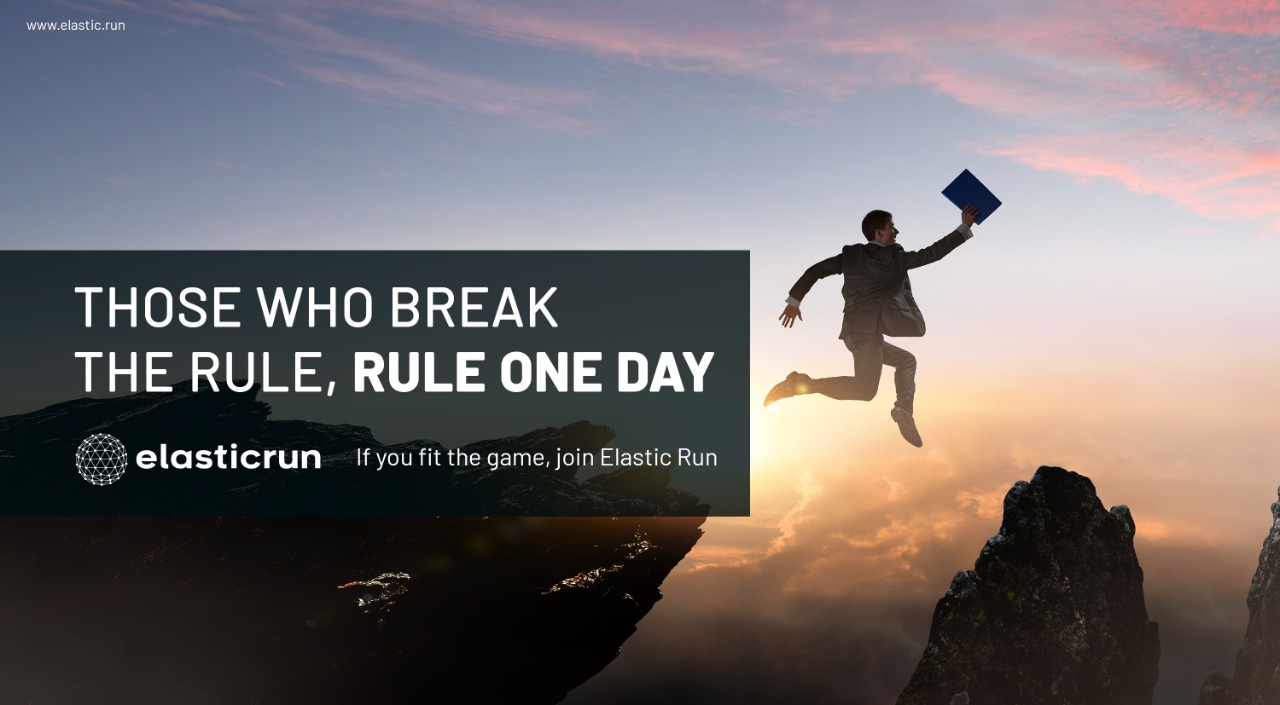 www.elastic.run
THOSE WHO BREAK
THE RULE, RULE ONE DAY
elasticrun
If you fit the game, join Elastic Run